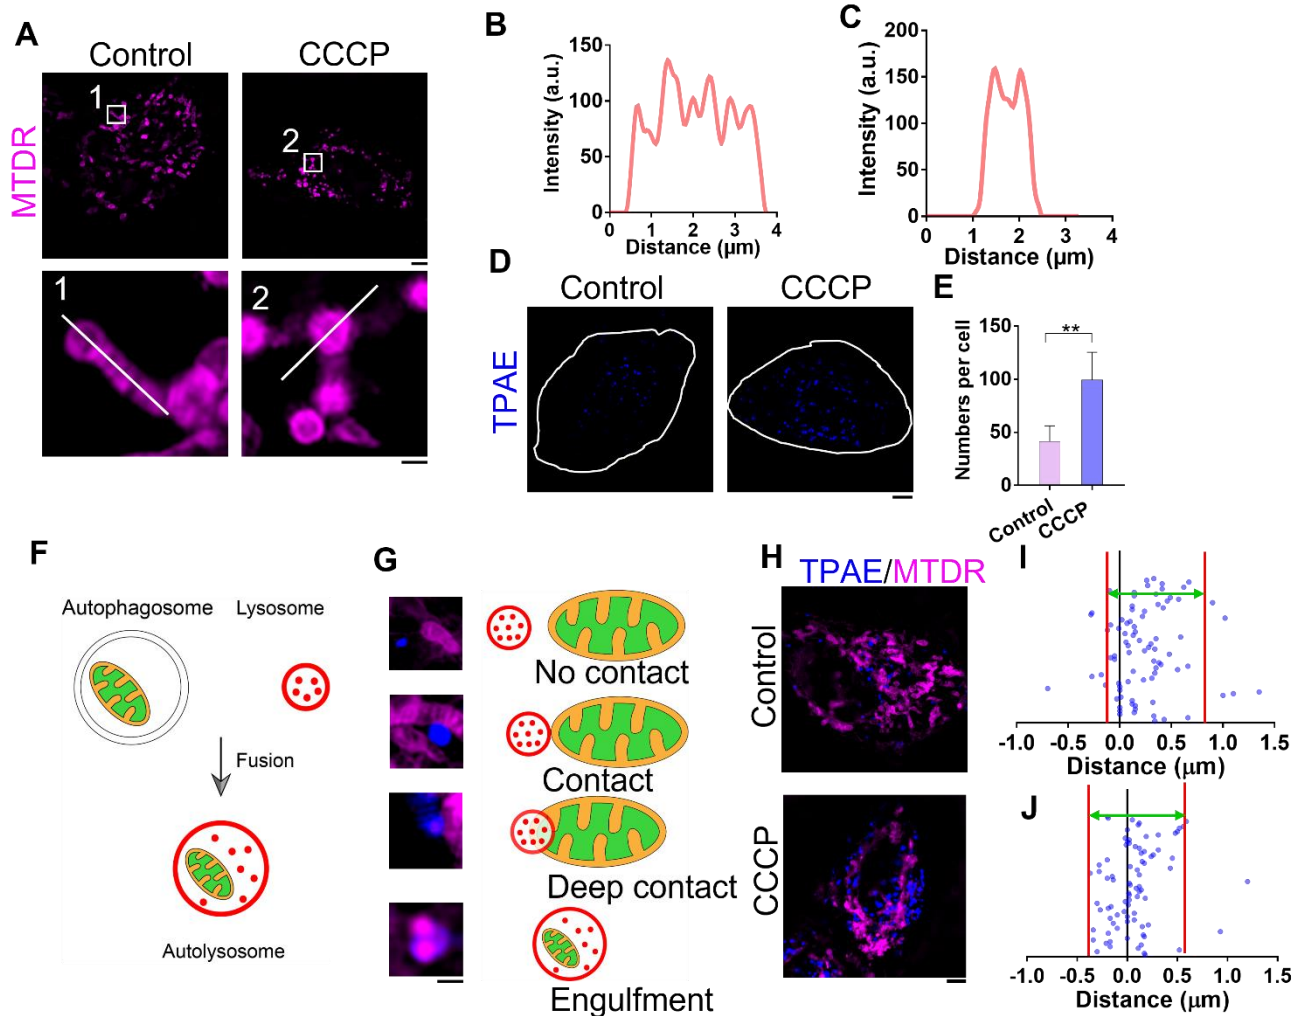 A
Control
CCCP
MTDR
1
2
1
2
B
Intensity (a.u.)
150
100
50
0
0 1 2 3 4
Distance (μm)
C
Intensity (a.u.)
200
150
100
50
0
0 1 2 3 4
Distance (μm)
D
Control
CCCP
TPAE
E
Numbers per cell
150
100
50
0
**
Control
CCCP
F
Autophagosome
Lysosome
Fusion
Autolysosome
G
No contact
Contact
Deep contact
Engulfment
H
TPAE/MTDR
Control
CCCP
I
-1.0 -0.5 0.0 0.5 1.0 1.5
Distance (μm)
J
-1.0 -0.5 0.0 0.5 1.0 1.5
Distance (μm)